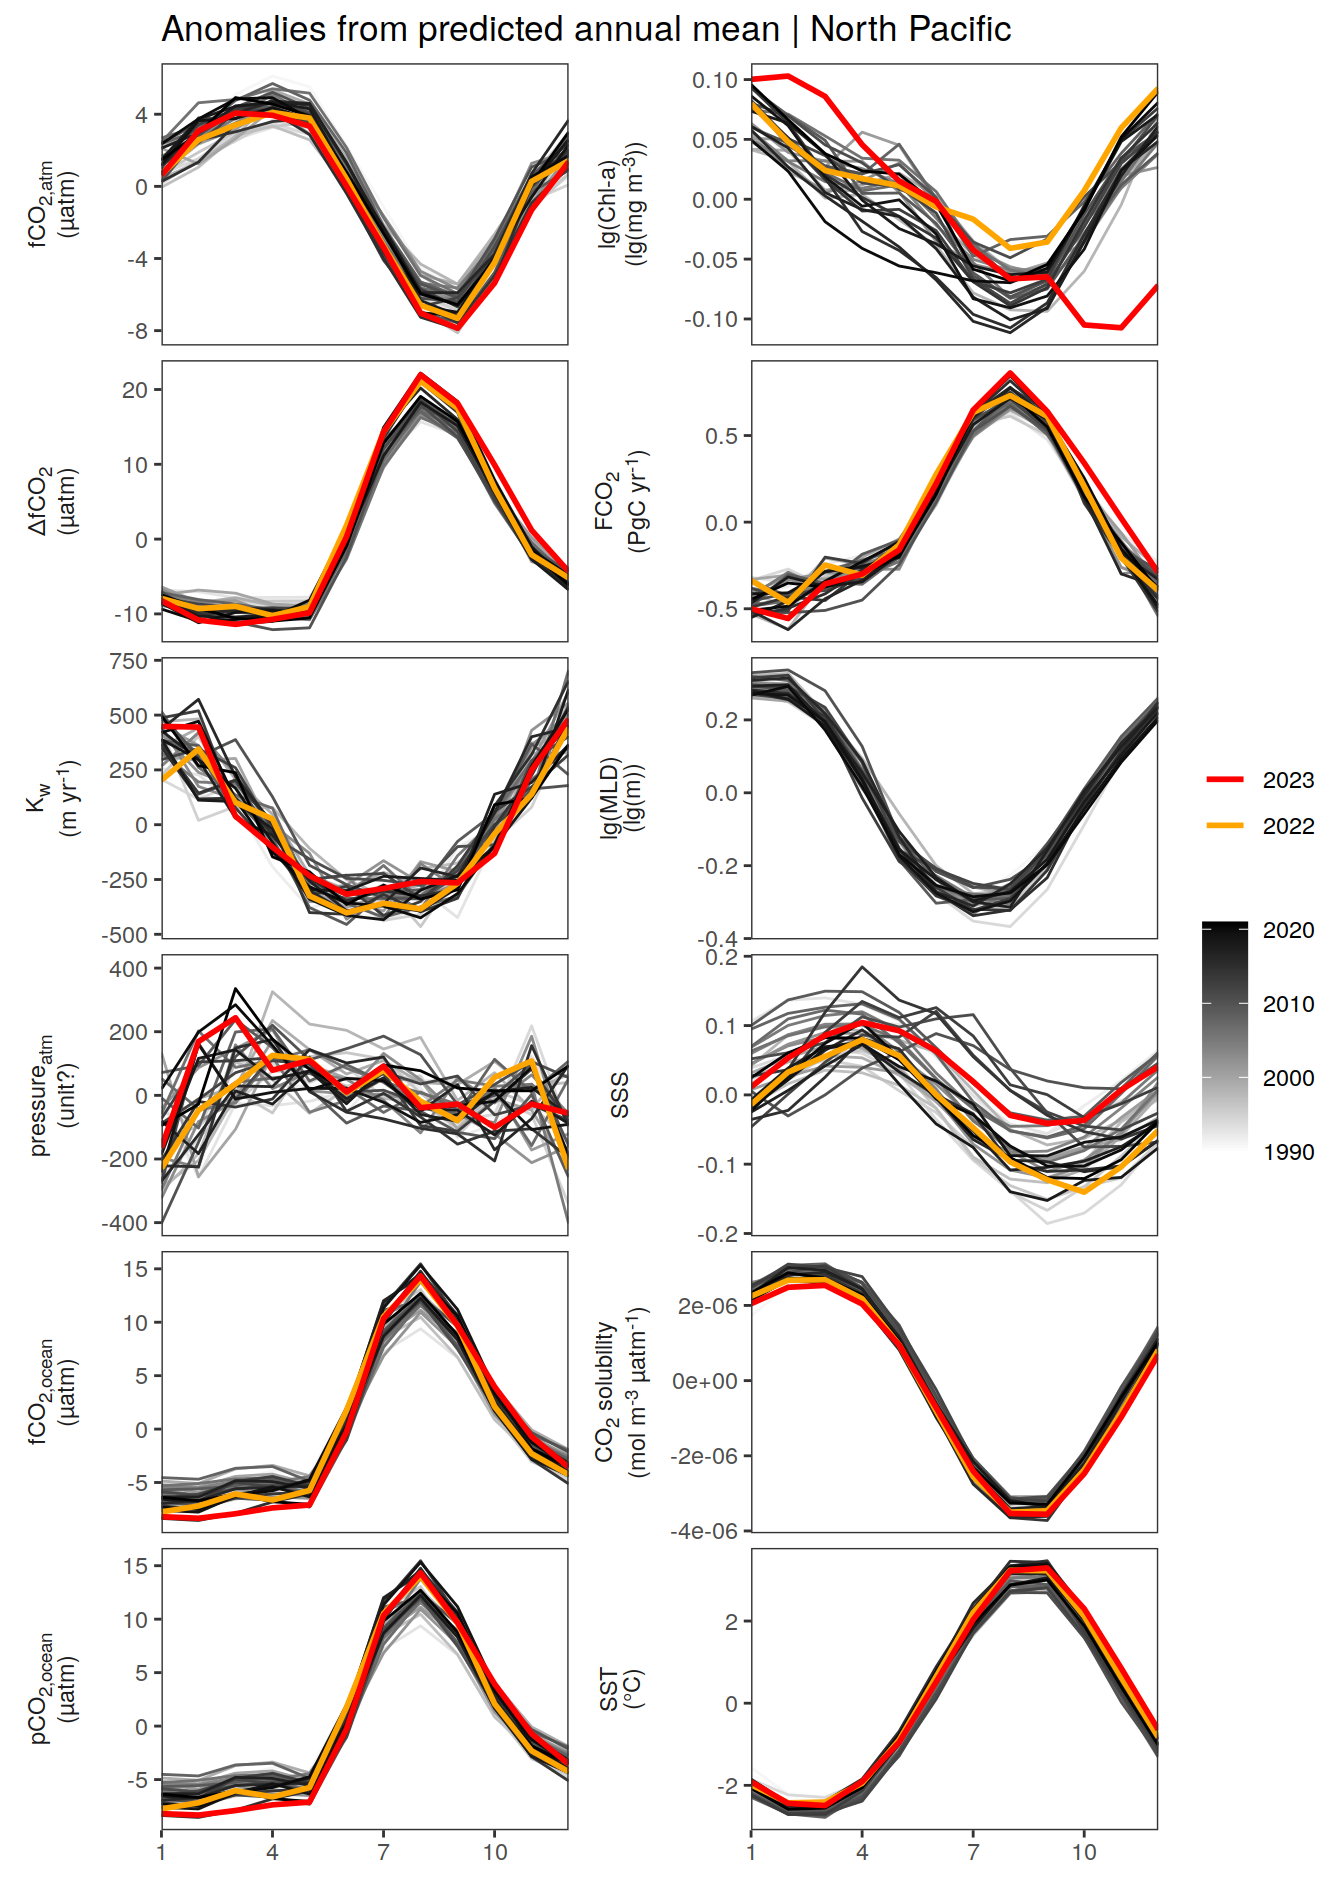 Anomalies from predicted annual mean | North Pacific
fCO2,atm
(µatm)
4
0
-4
-8
lg(Chl-a)
(lg(mg m-3))
0.10
0.05
0.00
-0.05
-0.10
ΔfCO2
(µatm)
20
10
0
-10
FCO2
(PgC yr-1)
0.5
0.0
-0.5
Kw
(m yr-1)
750
500
250
0
-250
-500
lg(MLD)
(lg(m))
0.2
0.0
-0.2
-0.4
pressureatm
(unit?)
400
200
0
-200
-400
SSS
0.2
0.1
0.0
-0.1
-0.2
fCO2,ocean
(µatm)
15
10
5
0
-5
CO2 solubility
(mol m-3 µatm-1)
2e-06
0e+00
-2e-06
-4e-06
pCO2,ocean
(µatm)
15
10
5
0
-5
1 4 7 10
SST
(°C)
2
0
-2
1 4 7 10
2023
2022
2020
2010
2000
1990